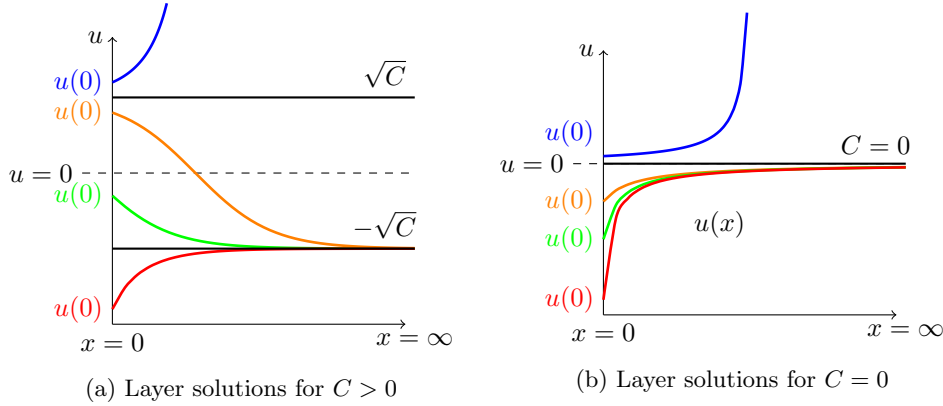 u
u(0)
√C
u(0)
u = 0
u(0)
−√C
u(0)
x = 0
x = ∞
(a) Layer solutions for C > 0
u
u(0)
C = 0
u = 0
u(0)
u(x)
u(0)
u(0)
x = 0
x = ∞
(b) Layer solutions for C = 0